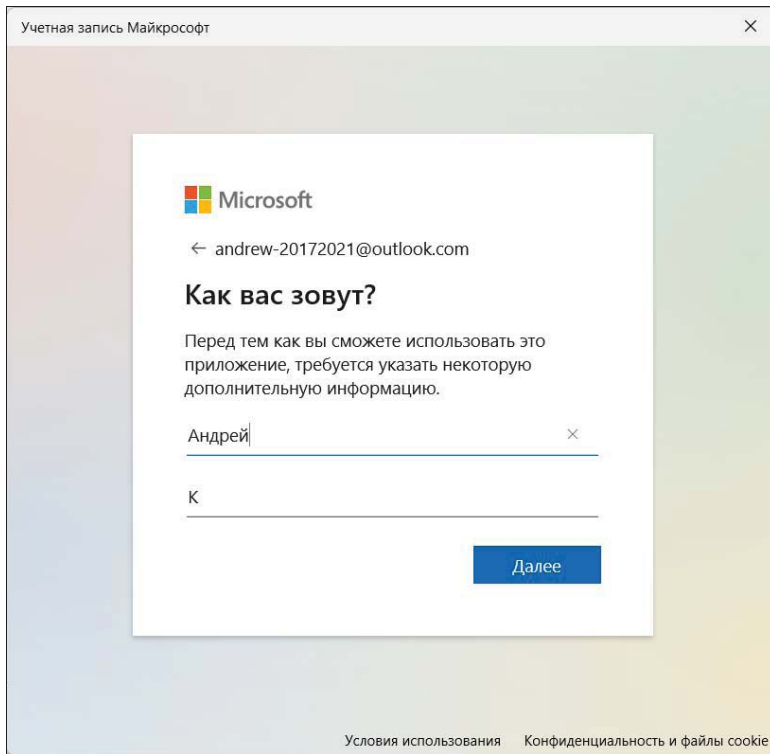 Учетная запись Майкрософт
Microsoft
andrew-20172021@outlook.com
Как вас зовут?
Перед тем как вы сможете использовать это
приложение, требуется указать некоторую
дополнительную информацию.
Андрей
К
Далее
Условия использования Конфиденциальность и файлы cookie